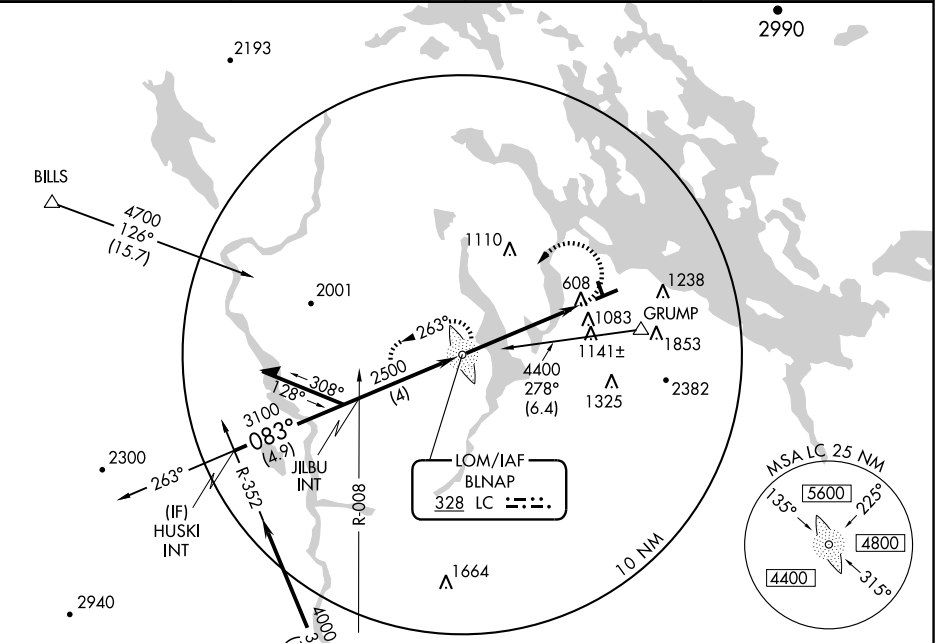 2193
2990
BILLS
4700
126°
(15.7)
1110
608
1238
2001
1083
GRUMP
263°
1141±
1853
2500
(4)
4400
278°
(6.4)
1325
2382
308°
128°
3100
083°
(4.9)
JILBU
INT
LOM/IAF
BLNAP
328 LC
2300
263°
R-352
R-008
(IF)
HUSKI
INT
MSA LC 25 NM
135°
5600
225°
4800
4400
315°
10 NM
1664
2940
4000